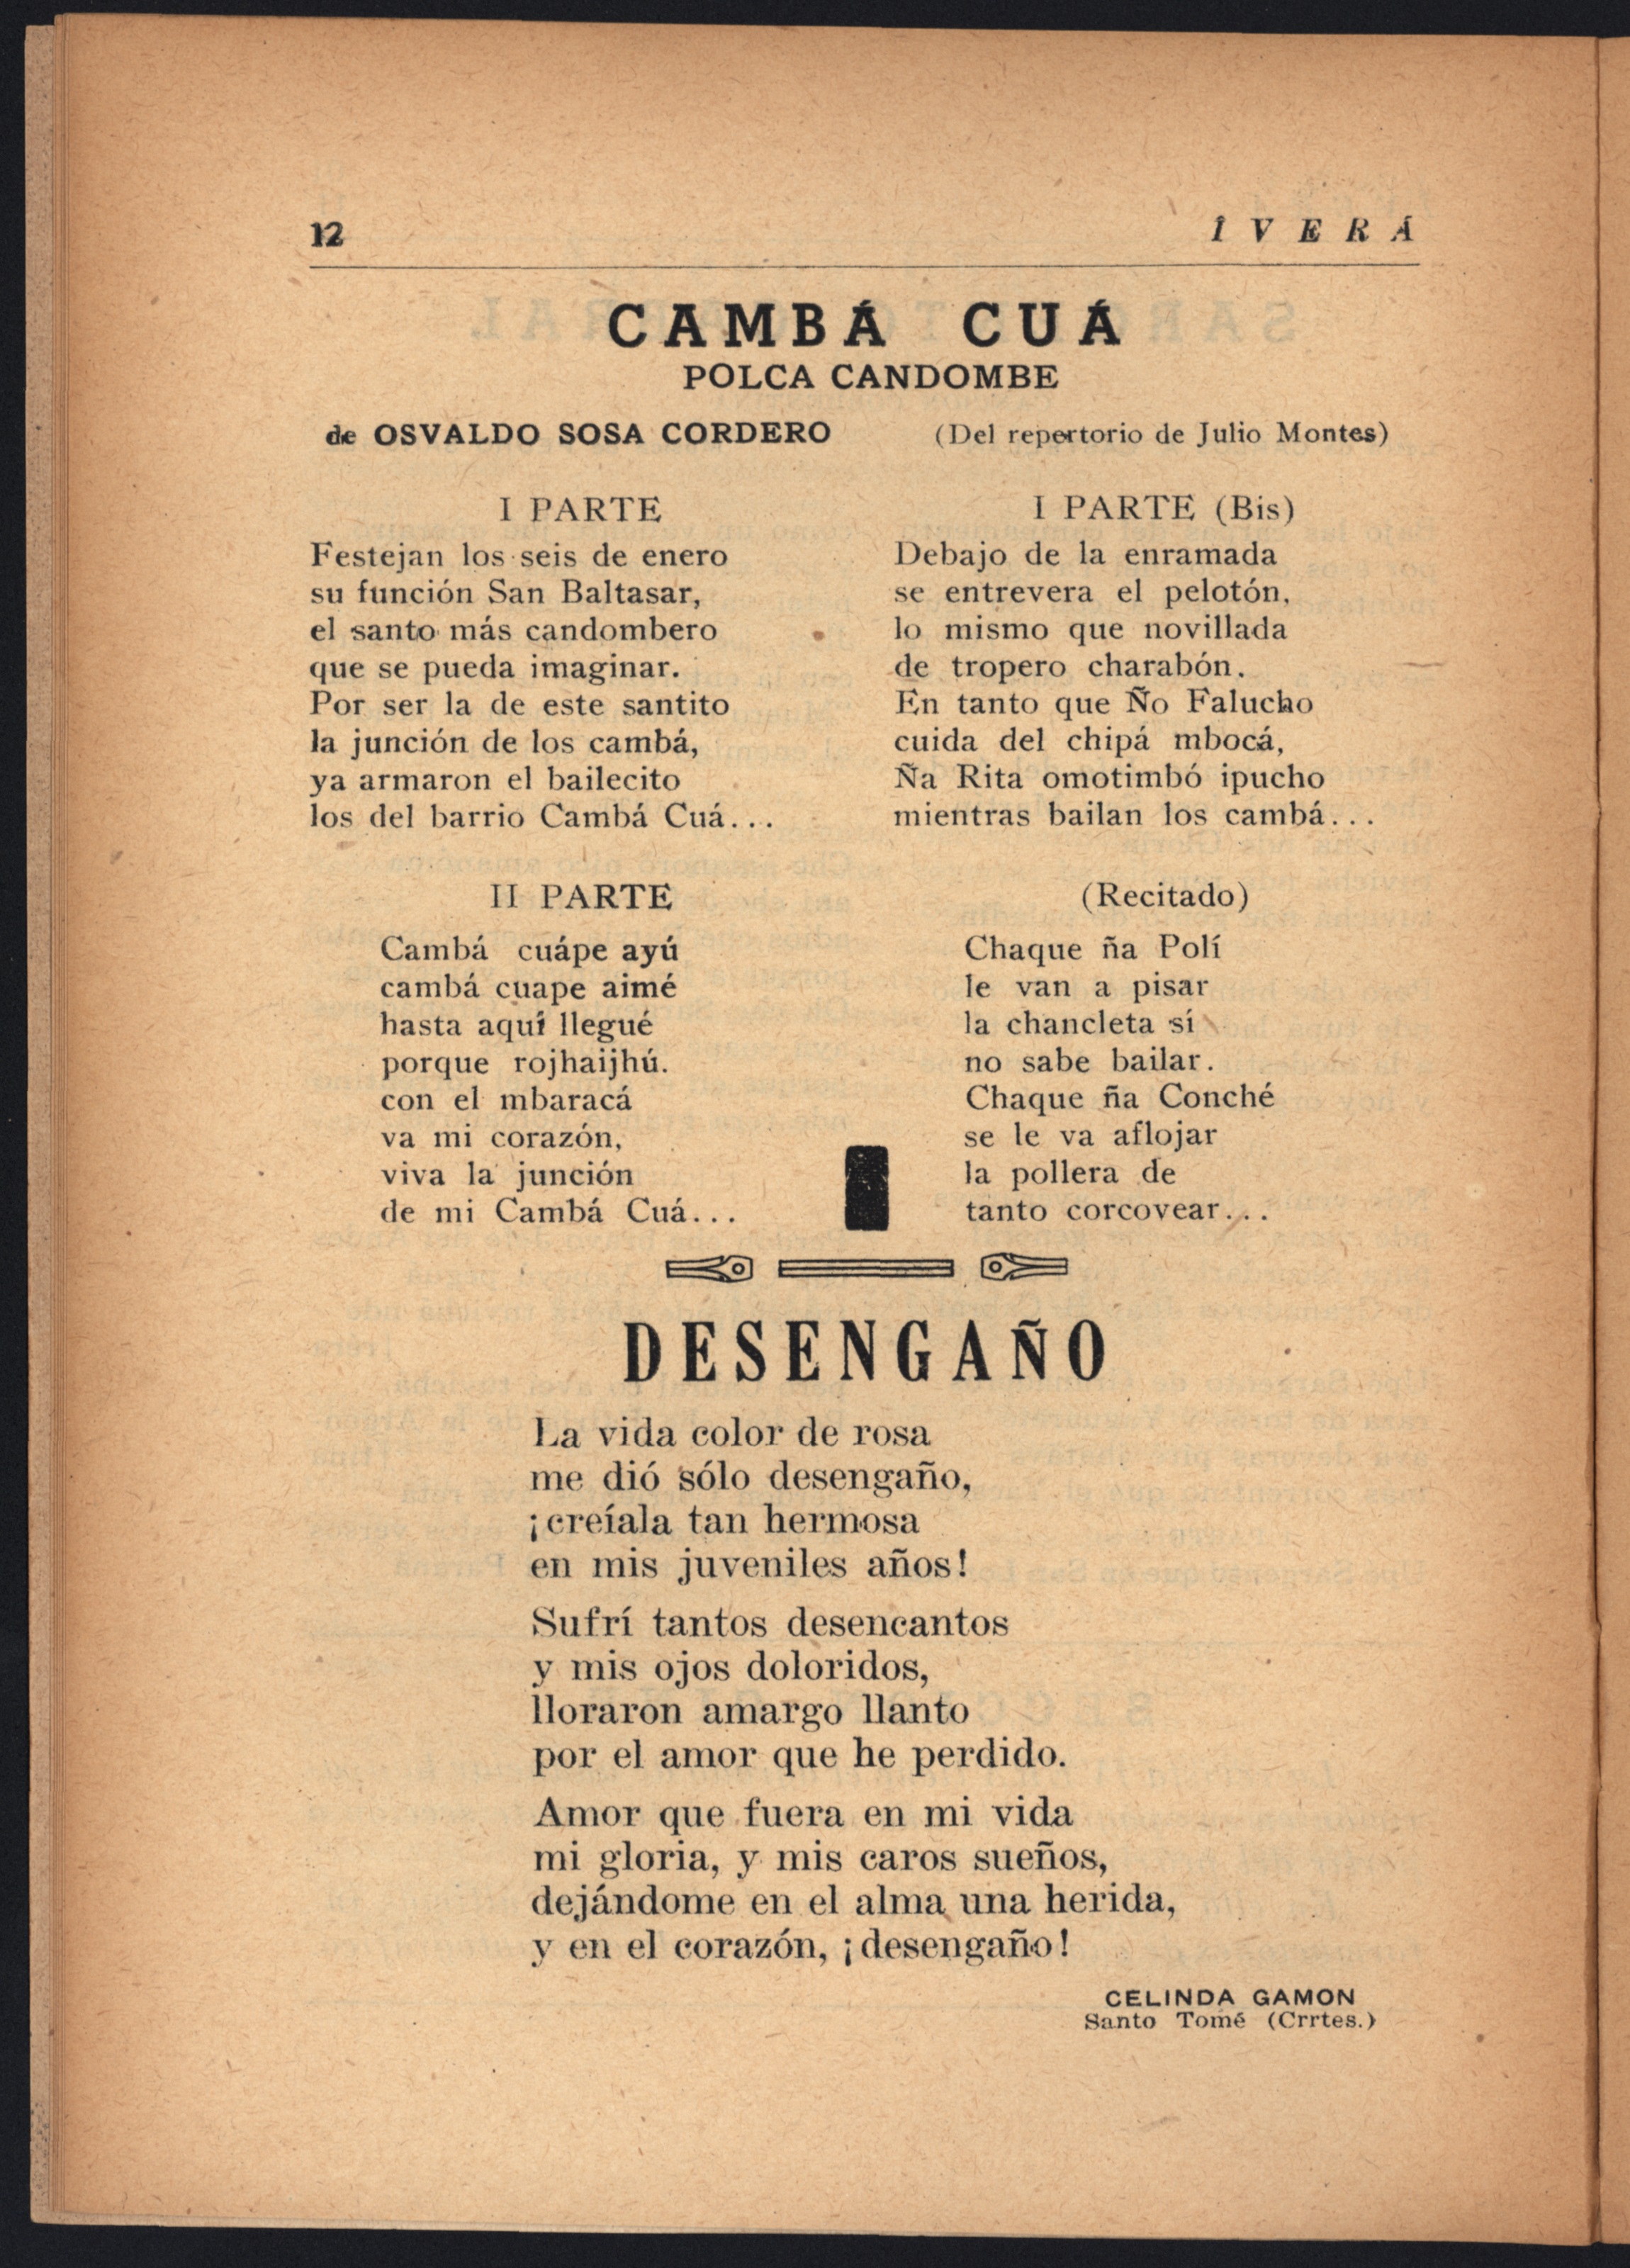 12
Î V E R Á
CAMBÁ CUÁ
POLCA CANDOMBE
de OSVALDO SOSA CORDERO
(Del repertorio de Julio Montes)
I PARTE
Festejan los seis de enero
su función San Baltasar,
el santo más candombero
que se pueda imaginar.
Por ser la de este santito
la junción de los cambá,
ya armaron el bailecito
los del barrio Cambá Cuá...
II PARTE
Cambá cuápe ayú
cambá cuape aimé
hasta aquí llegué
porque rojhaijhú.
con el mbaracá
va mi corazón,
viva la junción
de mi Cambá Cuá...
I PARTE (Bis)
Debajo de la enramada
se entrevera el pelotón,
lo mismo que novillada
de tropero charabón.
En tanto que Ño Falucho
cuida del chipá mbocá,
Ña Rita omotimbó ipucho
mientras bailan los cambá...
(Recitado)
Chaque ña Polí
le van a pisar
la chancleta sí
no sabe bailar.
Chaque ña Conché
se le va aflojar
la pollera de
tanto corcovear...
DESENGAÑO
La vida color de rosa
me dió sólo desengaño,
¡creíala tan hermosa
en mis juveniles años!
Sufrí tantos desencantos
y mis ojos doloridos,
lloraron amargo llanto
por el amor que he perdido.
Amor que fuera en mi vida
mi gloria, y mis caros sueños,
dejándome en el alma una herida,
y en el corazón, ¡desengaño!
CELINDA GAMON
Santo Tomé (Crrtes.)